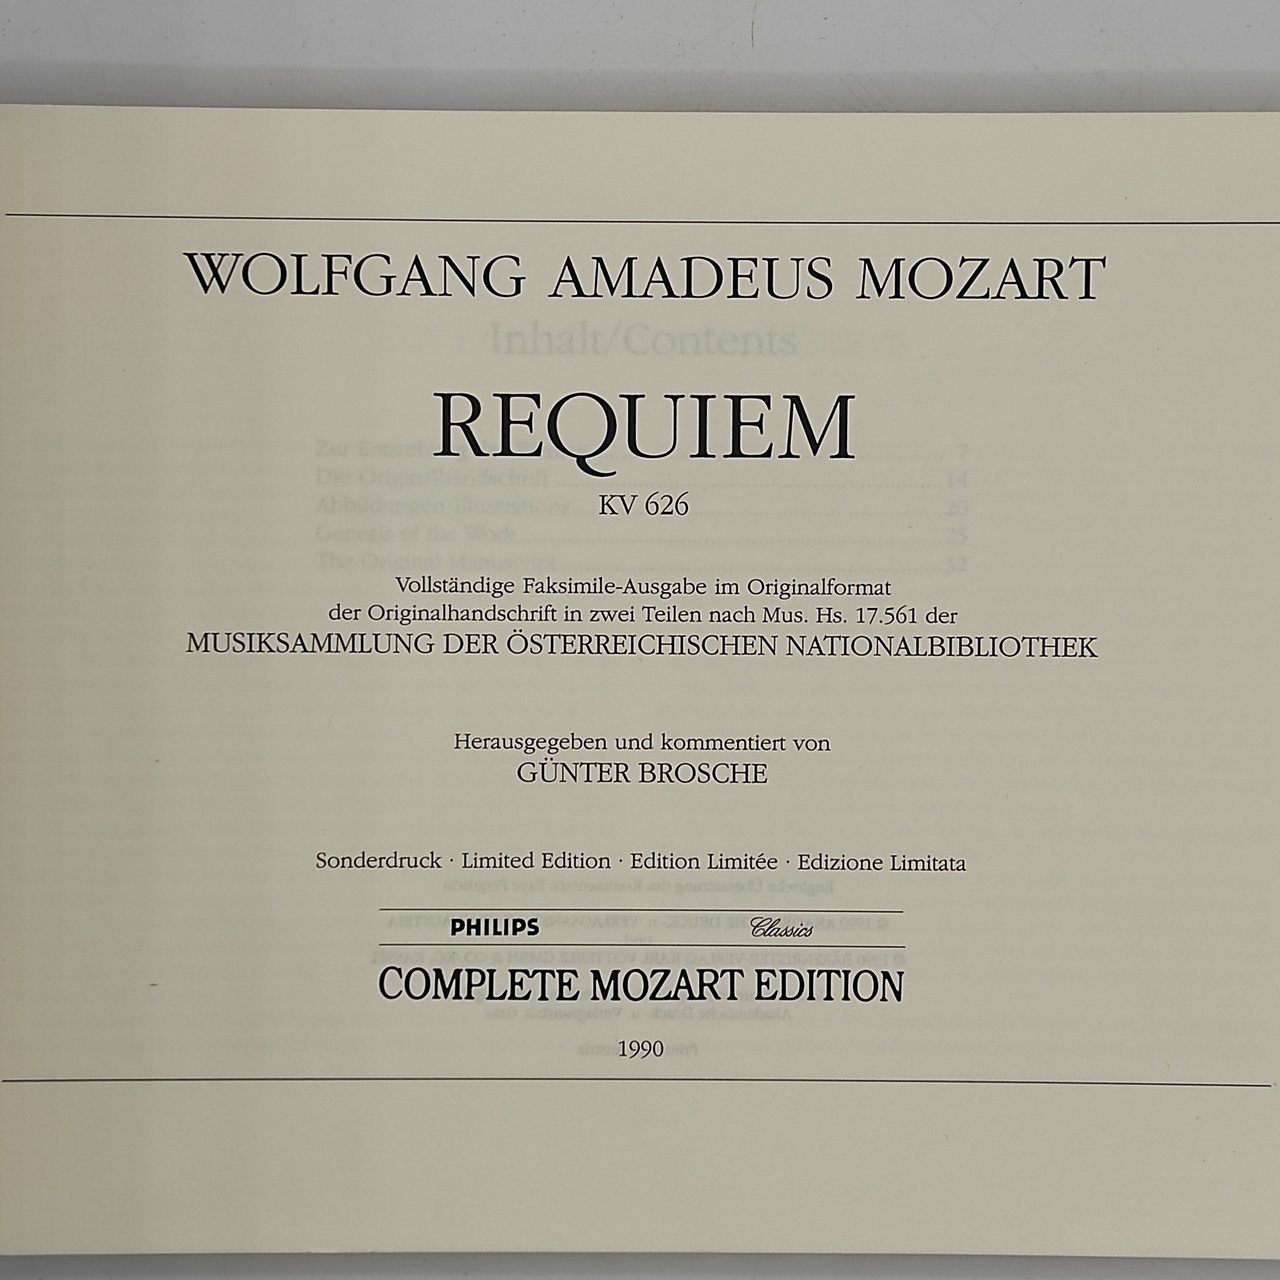 WOLFGANG AMADEUS MOZART
Inhalt/Contents
REQUIEM
KV 626
Vollständige Faksimile-Ausgabe im Originalformat
der Originalhandschrift in zwei Teilen nach Mus. Hs. 17.561 der
MUSIKSAMMLUNG DER ÖSTERREICHISCHEN NATIONALBIBLIOTHEK
Herausgegeben und kommentiert von
GÜNTER BROSCHE
Sonderdruck · Limited Edition · Edition Limitée · Edizione Limitata
PHILIPS Classics
COMPLETE MOZART EDITION
1990